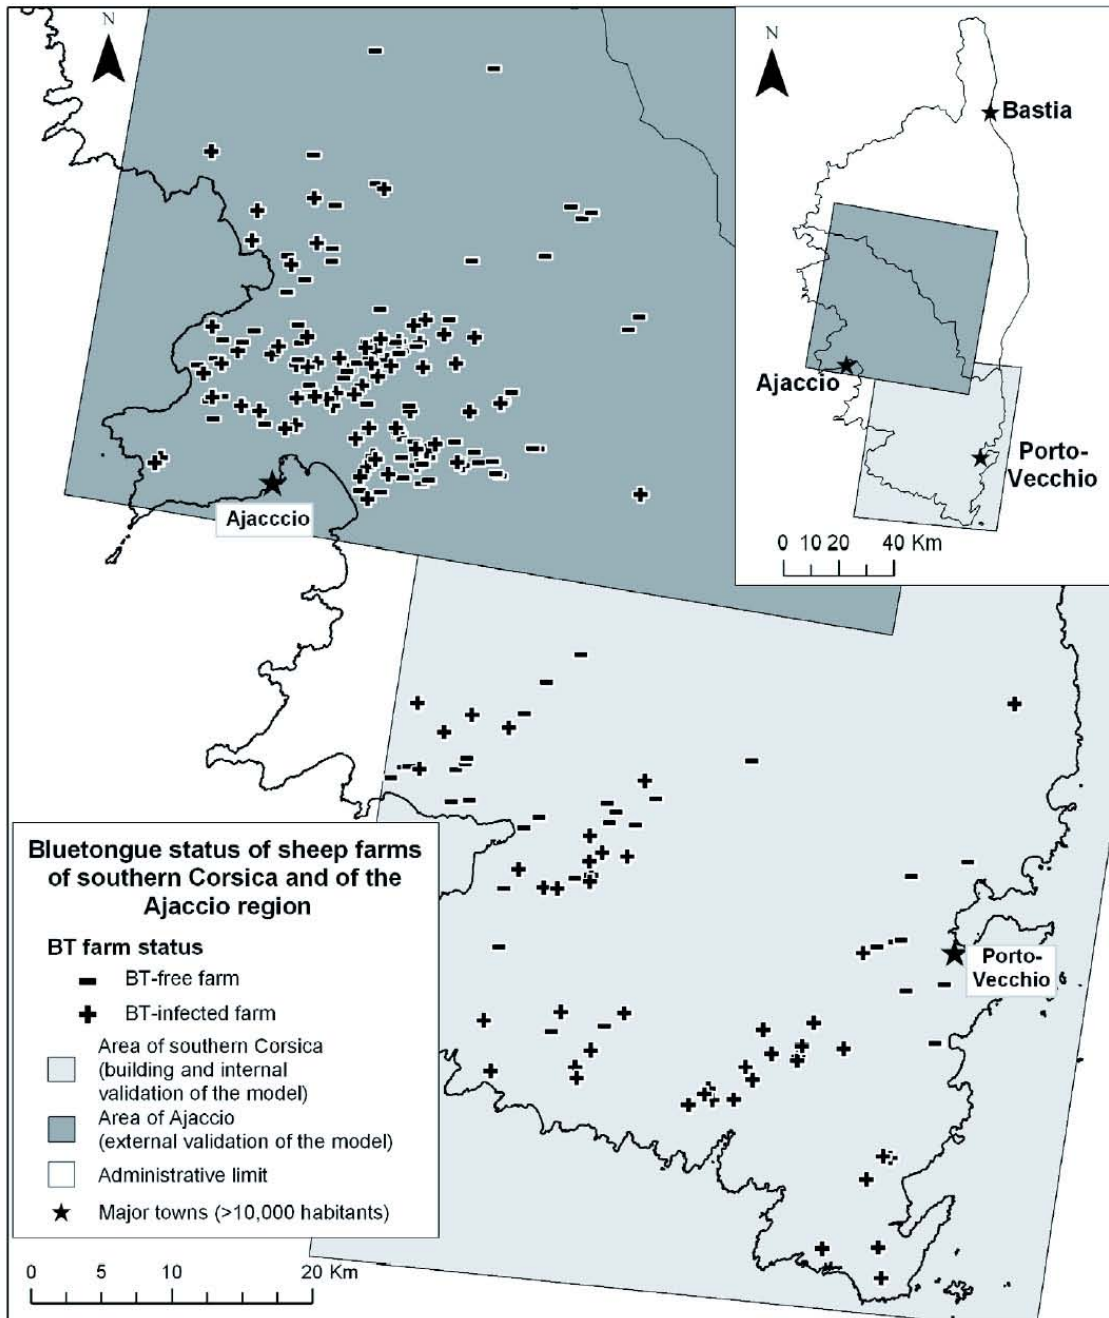 N
N
Bastia
Ajaccio
Porto-
Vecchio
0 10 20 40 Km
Ajacccio
Bluetongue status of sheep farms
of southern Corsica and of the
Ajaccio region
BT farm status
BT-free farm
BT-infected farm
Area of southern Corsica
(building and internal
validation of the model)
Area of Ajaccio
(external validation of the model)
Administrative limit
Major towns (>10,000 habitants)
Porto-
Vecchio
0 5 10 20 Km